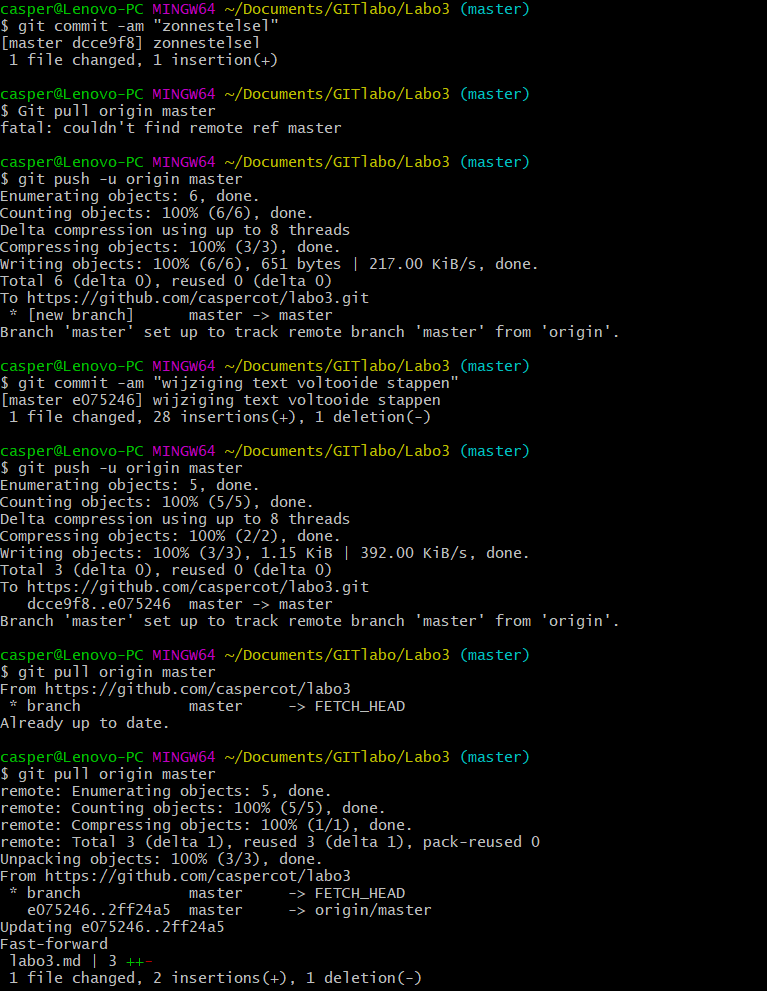 casper@Lenovo-PC MINGW64 ~/Documents/GITlabo/Labo3 (master)
$ git commit -am "zonnestelsel"
[master dcce9f8] zonnestelsel
 1 file changed, 1 insertion(+)

casper@Lenovo-PC MINGW64 ~/Documents/GITlabo/Labo3 (master)
$ Git pull origin master
fatal: couldn't find remote ref master

casper@Lenovo-PC MINGW64 ~/Documents/GITlabo/Labo3 (master)
$ git push -u origin master
Enumerating objects: 6, done.
Counting objects: 100% (6/6), done.
Delta compression using up to 8 threads
Compressing objects: 100% (3/3), done.
Writing objects: 100% (6/6), 651 bytes | 217.00 KiB/s, done.
Total 6 (delta 0), reused 0 (delta 0)
To https://github.com/caspercot/labo3.git
 * [new branch]      master -> master
Branch 'master' set up to track remote branch 'master' from 'origin'.

casper@Lenovo-PC MINGW64 ~/Documents/GITlabo/Labo3 (master)
$ git commit -am "wijziging text voltooide stappen"
[master e075246] wijziging text voltooide stappen
 1 file changed, 28 insertions(+), 1 deletion(-)

casper@Lenovo-PC MINGW64 ~/Documents/GITlabo/Labo3 (master)
$ git push -u origin master
Enumerating objects: 5, done.
Counting objects: 100% (5/5), done.
Delta compression using up to 8 threads
Compressing objects: 100% (2/2), done.
Writing objects: 100% (3/3), 1.15 KiB | 392.00 KiB/s, done.
Total 3 (delta 0), reused 0 (delta 0)
To https://github.com/caspercot/labo3.git
   dcce9f8..e075246  master -> master
Branch 'master' set up to track remote branch 'master' from 'origin'.

casper@Lenovo-PC MINGW64 ~/Documents/GITlabo/Labo3 (master)
$ git pull origin master
From https://github.com/caspercot/labo3
 * branch            master     -> FETCH_HEAD
Already up to date.

casper@Lenovo-PC MINGW64 ~/Documents/GITlabo/Labo3 (master)
$ git pull origin master
remote: Enumerating objects: 5, done.
remote: Counting objects: 100% (5/5), done.
remote: Compressing objects: 100% (1/1), done.
remote: Total 3 (delta 1), reused 3 (delta 1), pack-reused 0
Unpacking objects: 100% (3/3), done.
From https://github.com/caspercot/labo3
 * branch            master     -> FETCH_HEAD
   e075246..2ff24a5  master     -> origin/master
Updating e075246..2ff24a5
Fast-forward
 labo3.md | 3 ++-
 1 file changed, 2 insertions(+), 1 deletion(-)